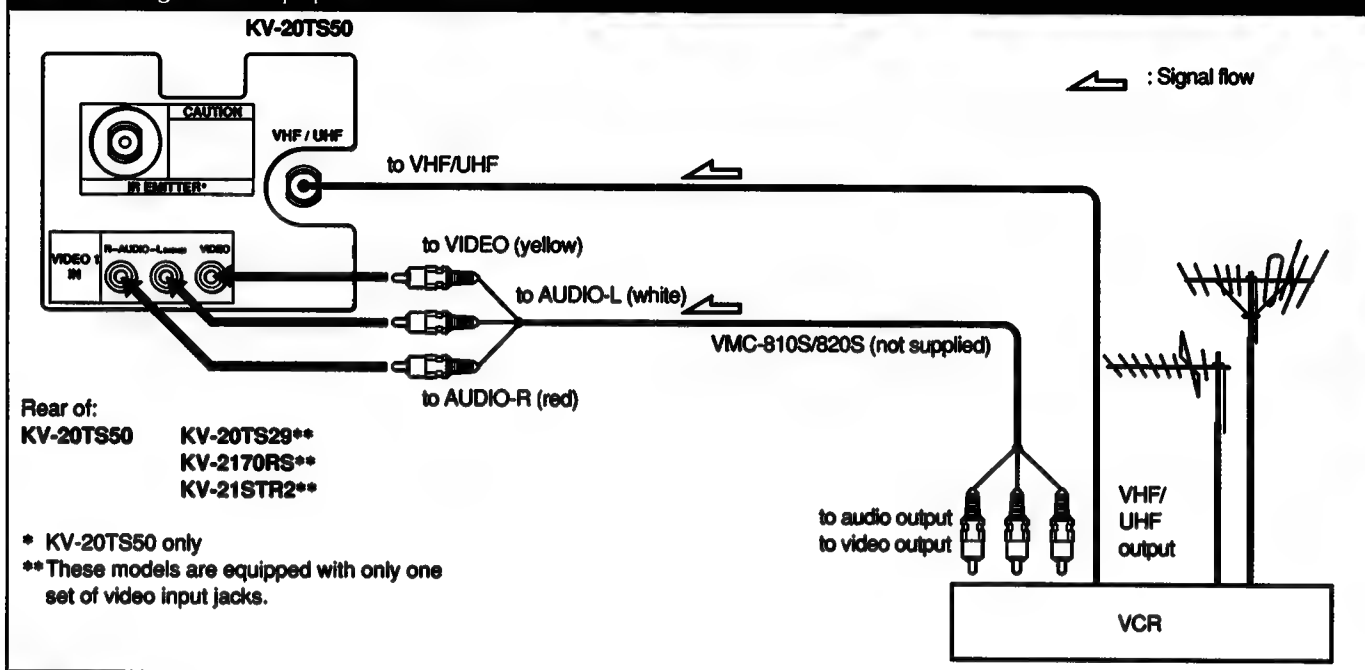 KV-20TS50
: Signal flow
CAUTION
VHF / UHF
IR EMITTER*
to VHF/UHF
VIDEO 1
IN
R-AUDIO-L
VIDEO
to VIDEO (yellow)
to AUDIO-L (white)
VMC-810S/820S (not supplied)
to AUDIO-R (red)
Rear of:
KV-20TS50 KV-20TS29**
KV-2170RS**
KV-21STR2**
* KV-20TS50 only
** These models are equipped with only one
set of video input jacks.
to audio output
to video output
VHF/
UHF
output
VCR